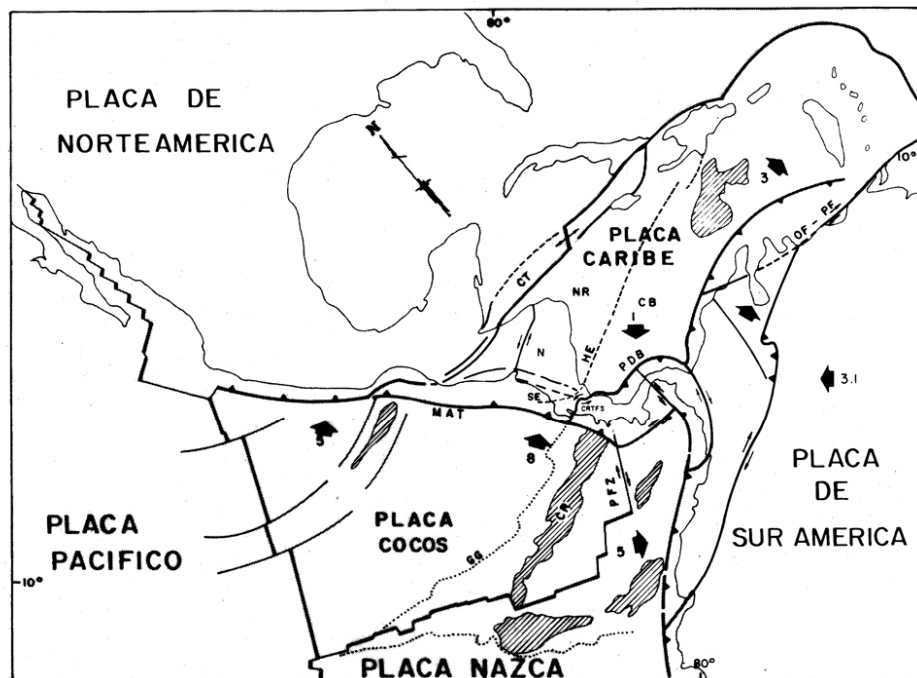 80°
PLACA DE
NORTEAMERICA
N
10°
3
OF - PF
PLACA
CARIBE
CT
NR
CB
1
N
HE
PDB
SE
CRTFS
MAT
3.1
8
PLACA
DE
SUR AMERICA
PLACA
PACIFICO
PLACA
COCOS
CR
PFZ
GG
5
10°
PLACA NAZCA
80°